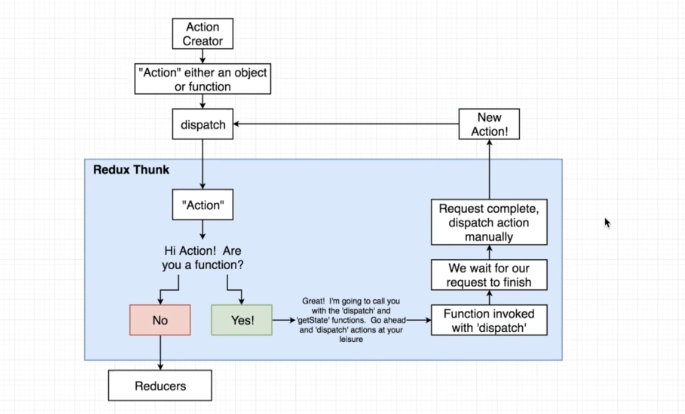 Action
Creator
"Action" either an object
or function
dispatch
New
Action!
Redux Thunk
"Action"
Request complete,
dispatch action
manually
Hi Action! Are
you a function?
We wait for our
request to finish
No
Yes!
Great! I'm going to call you
with the 'dispatch' and
'getState' functions. Go ahead
and 'dispatch' actions at your
leisure
Function invoked
with 'dispatch'
Reducers